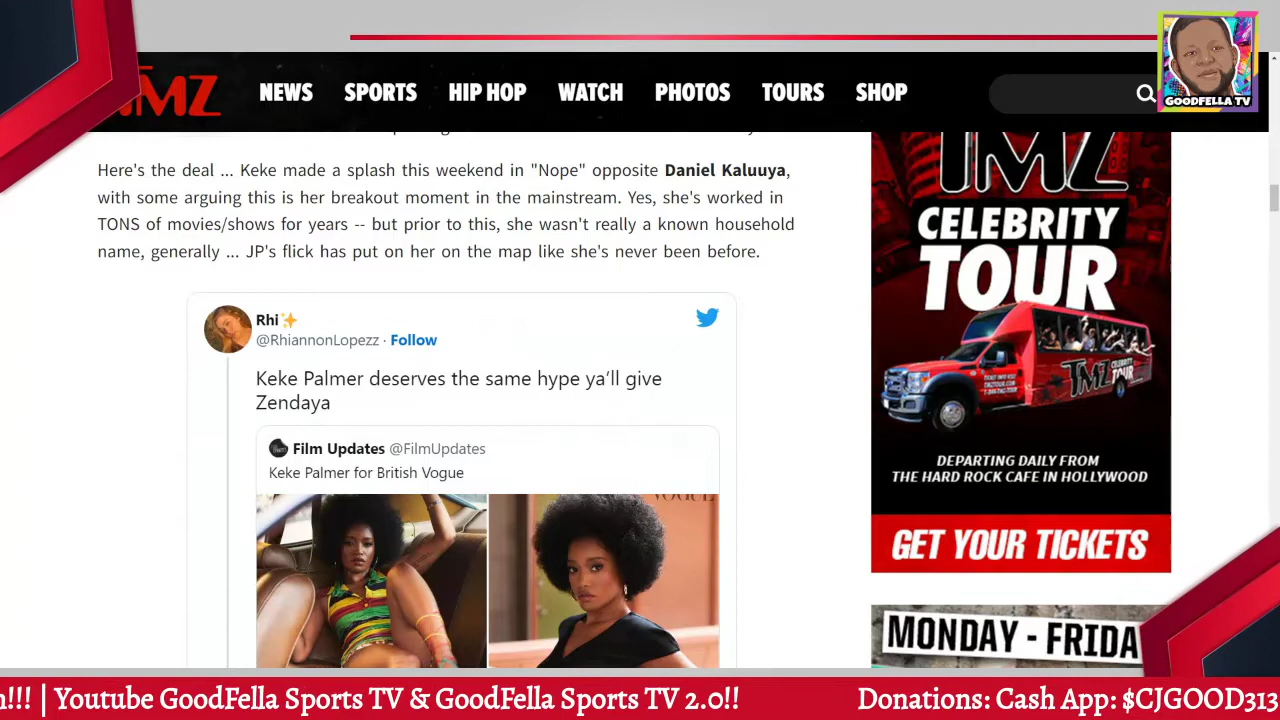 TMZ
NEWS SPORTS HIP HOP WATCH PHOTOS TOURS SHOP
GOODFELLA TV
Here's the deal ... Keke made a splash this weekend in "Nope" opposite Daniel Kaluuya,
with some arguing this is her breakout moment in the mainstream. Yes, she's worked in
TONS of movies/shows for years -- but prior to this, she wasn't really a known household
name, generally ... JP's flick has put on her on the map like she's never been before.
Rhi✨
@RhiannonLopezz · Follow
Keke Palmer deserves the same hype ya’ll give
Zendaya
Film Updates @FilmUpdates
Keke Palmer for British Vogue
VOGUE
TMZ
CELEBRITY
TOUR
TMZ CELEBRITY TOUR
DEPARTING DAILY FROM
THE HARD ROCK CAFE IN HOLLYWOOD
GET YOUR TICKETS
MONDAY - FRIDA
n!!! | Youtube GoodFella Sports TV & GoodFella Sports TV 2.0!!
Donations: Cash App: $CJGOOD313